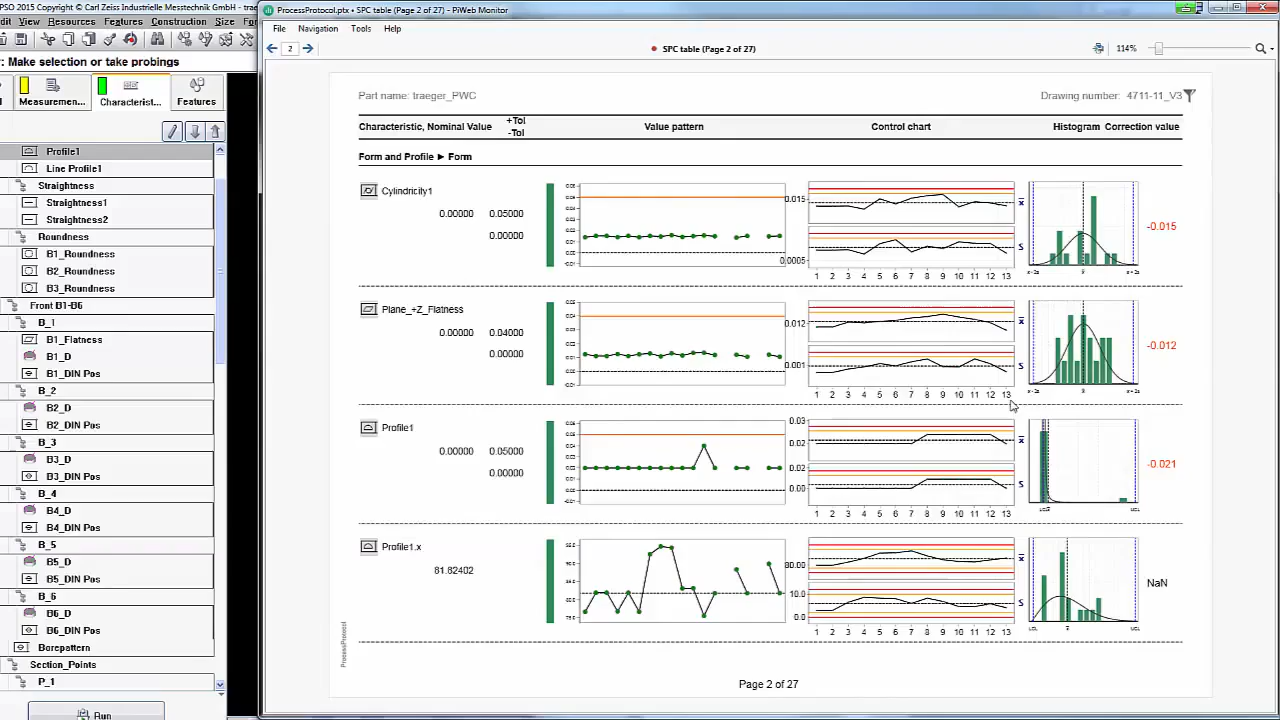 PSO 2015 Copyright © Carl Zeiss Industrielle Messtechnik GmbH - trae
dit View Resources Features Construction Size Fo
r: Make selection or take probings
Measuremen...
Characterist...
Features
Profile1
Line Profile1
Straightness
Straightness1
Straightness2
Roundness
B1_Roundness
B2_Roundness
B3_Roundness
Front B1-B6
B_1
B1_Flatness
B1_D
B1_DIN Pos
B_2
B2_D
B2_DIN Pos
B_3
B3_D
B3_DIN Pos
B_4
B4_D
B4_DIN Pos
B_5
B5_D
B5_DIN Pos
B_6
B6_D
B6_DIN Pos
Borepattern
Section_Points
P_1
Run
ProcessProtocol.ptx - SPC table (Page 2 of 27) - PiWeb Monitor
File Navigation Tools Help
2
SPC table (Page 2 of 27)
114%
Part name: traeger_PWC
Drawing number: 4711-11_V3
Characteristic, Nominal Value
+Tol
-Tol
Value pattern
Control chart
Histogram
Correction value
Form and Profile ► Form
Cylindricity1
0.00000 0.05000
0.00000
0.015
0.0005
x̄
S
1 2 3 4 5 6 7 8 9 10 11 12 13
-0.015
Plane_+Z_Flatness
0.00000 0.04000
0.00000
0.012
0.001
x̄
S
1 2 3 4 5 6 7 8 9 10 11 12 13
-0.012
Profile1
0.00000 0.05000
0.00000
0.03
0.02
0.02
0.00
x̄
S
1 2 3 4 5 6 7 8 9 10 11 12 13
-0.021
Profile1.x
81.82402
80.00
10.0
0.0
x̄
S
1 2 3 4 5 6 7 8 9 10 11 12 13
NaN
ProcessProtocol
Page 2 of 27